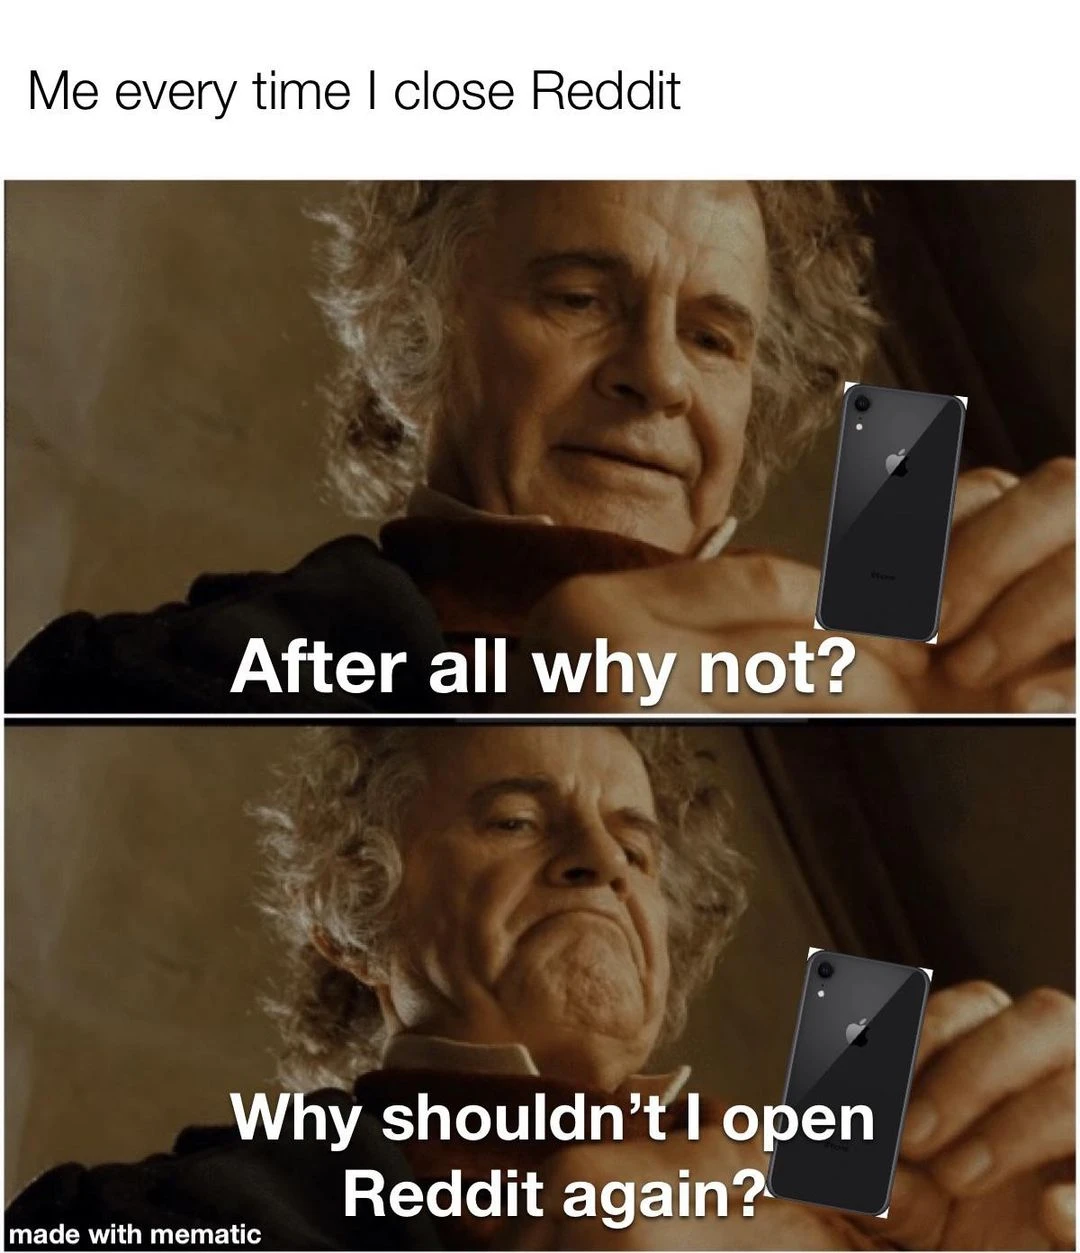 Me every time I close Reddit
After all why not?
Why shouldn’t I open
Reddit again?
made with mematic